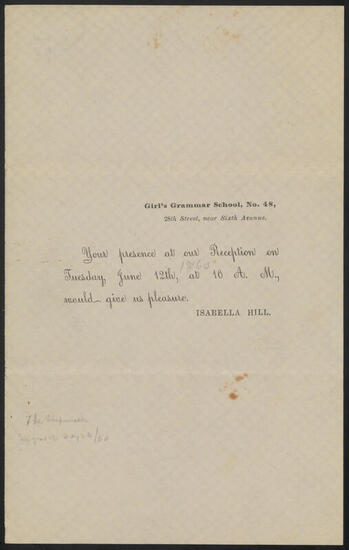 Girl's Grammar School, No. 48,
28th Street, near Sixth Avenue.
Your presence at our Reception on
Tuesday, June 12th, at 10 A. M.,
1860
would give us pleasure.
ISABELLA HILL.
The